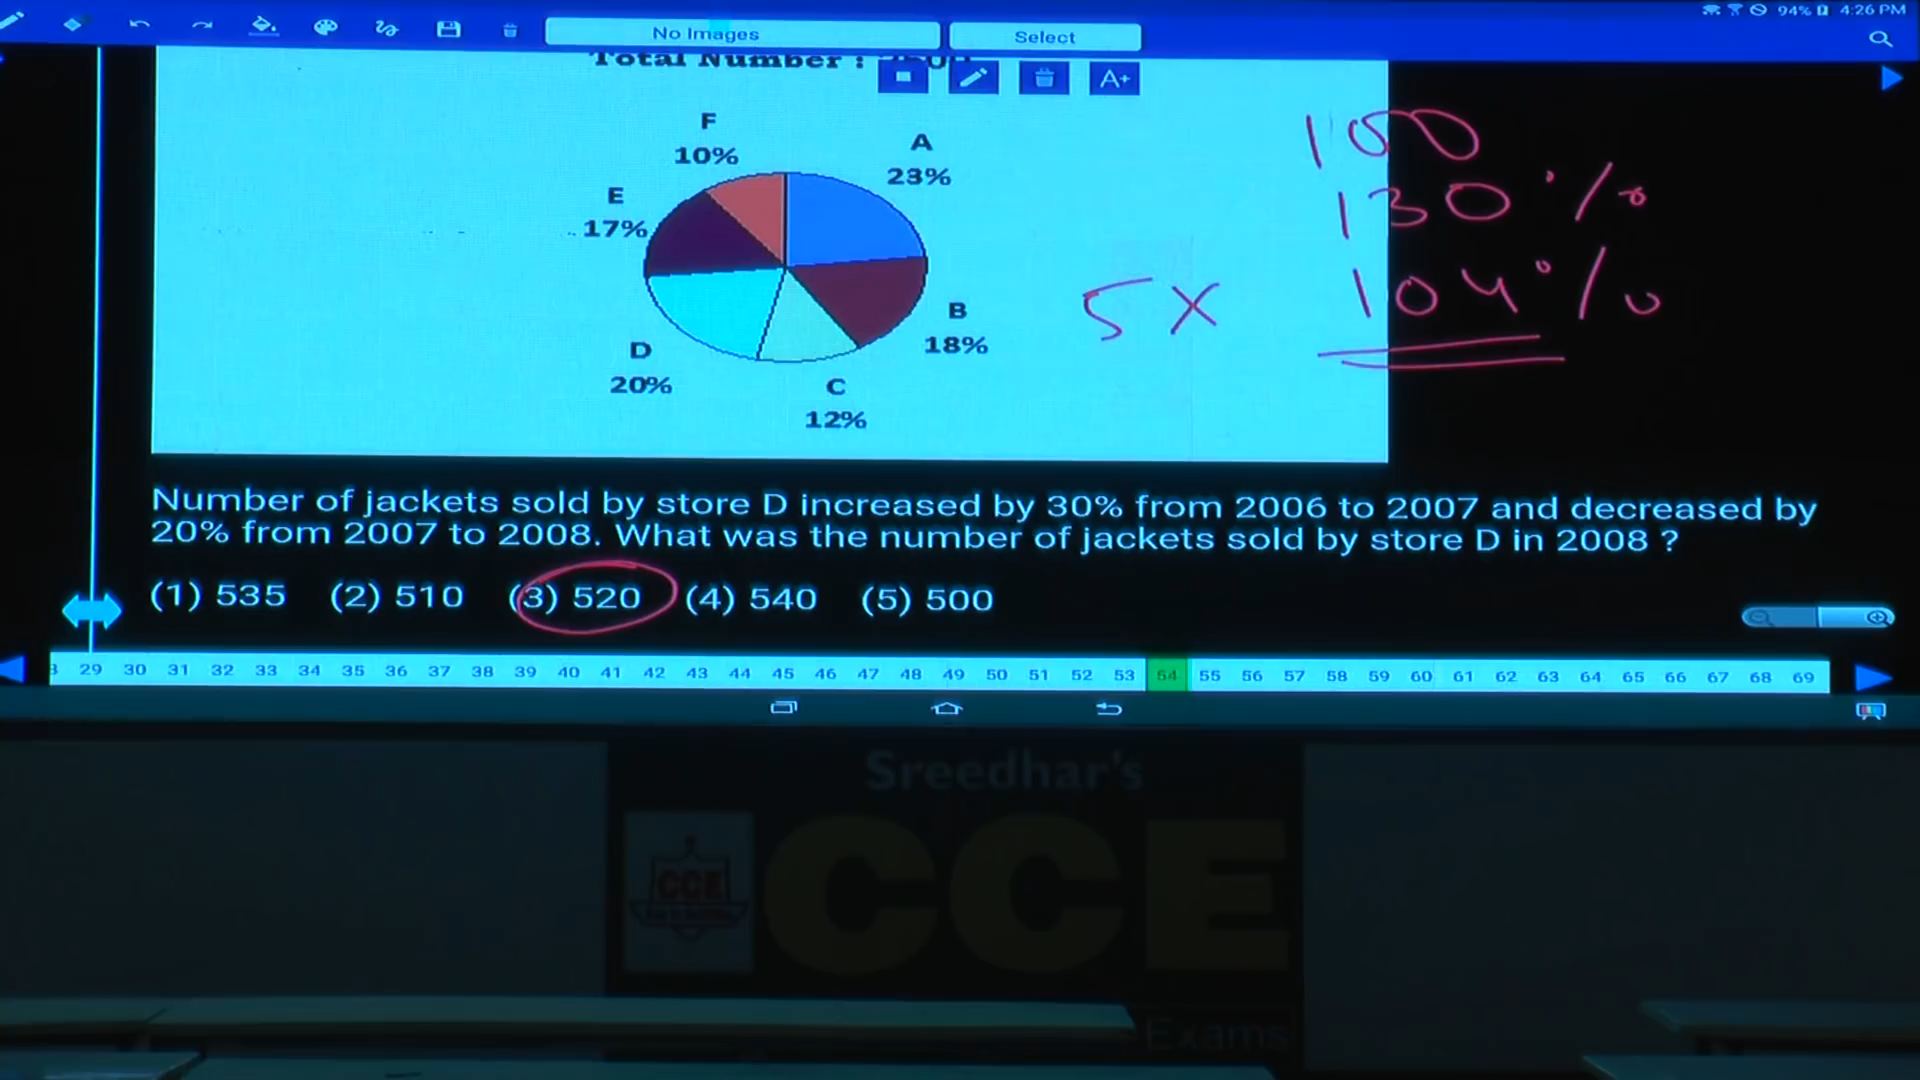 94% 4:26 PM
No Images
Select
Total Number :
A+
F
10%
A
23%
E
17%
B
18%
D
20%
C
12%
100
130%
5x 104%
Number of jackets sold by store D increased by 30% from 2006 to 2007 and decreased by
20% from 2007 to 2008. What was the number of jackets sold by store D in 2008 ?
(1) 535 (2) 510 (3) 520 (4) 540 (5) 500
29 30 31 32 33 34 35 36 37 38 39 40 41 42 43 44 45 46 47 48 49 50 51 52 53 54 55 56 57 58 59 60 61 62 63 64 65 66 67 68 69
Sreedhar's
CCE
CCE
Exams